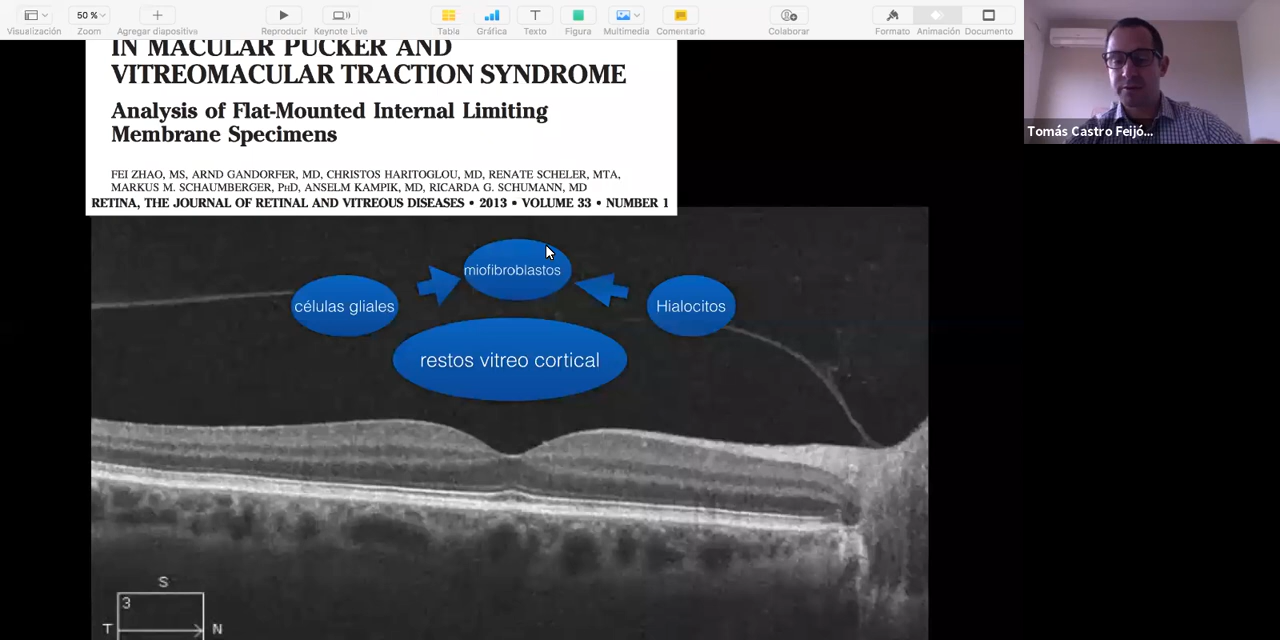 50 %
Visualización
Zoom
Agregar diapositiva
Reproducir
Keynote Live
Tabla
Gráfica
Texto
Figura
Multimedia
Comentario
Colaborar
Formato
Animación
Documento
IN MACULAR PUCKER AND
VITREOMACULAR TRACTION SYNDROME
Analysis of Flat-Mounted Internal Limiting
Membrane Specimens
FEI ZHAO, MS, ARND GANDORFER, MD, CHRISTOS HARITOGLOU, MD, RENATE SCHELER, MTA,
MARKUS M. SCHAUMBERGER, PHD, ANSELM KAMPIK, MD, RICARDA G. SCHUMANN, MD
RETINA, THE JOURNAL OF RETINAL AND VITREOUS DISEASES • 2013 • VOLUME 33 • NUMBER 1
Tomás Castro Feijó...
miofibroblastos
células gliales
Hialocitos
restos vitreo cortical
S
3
T
N